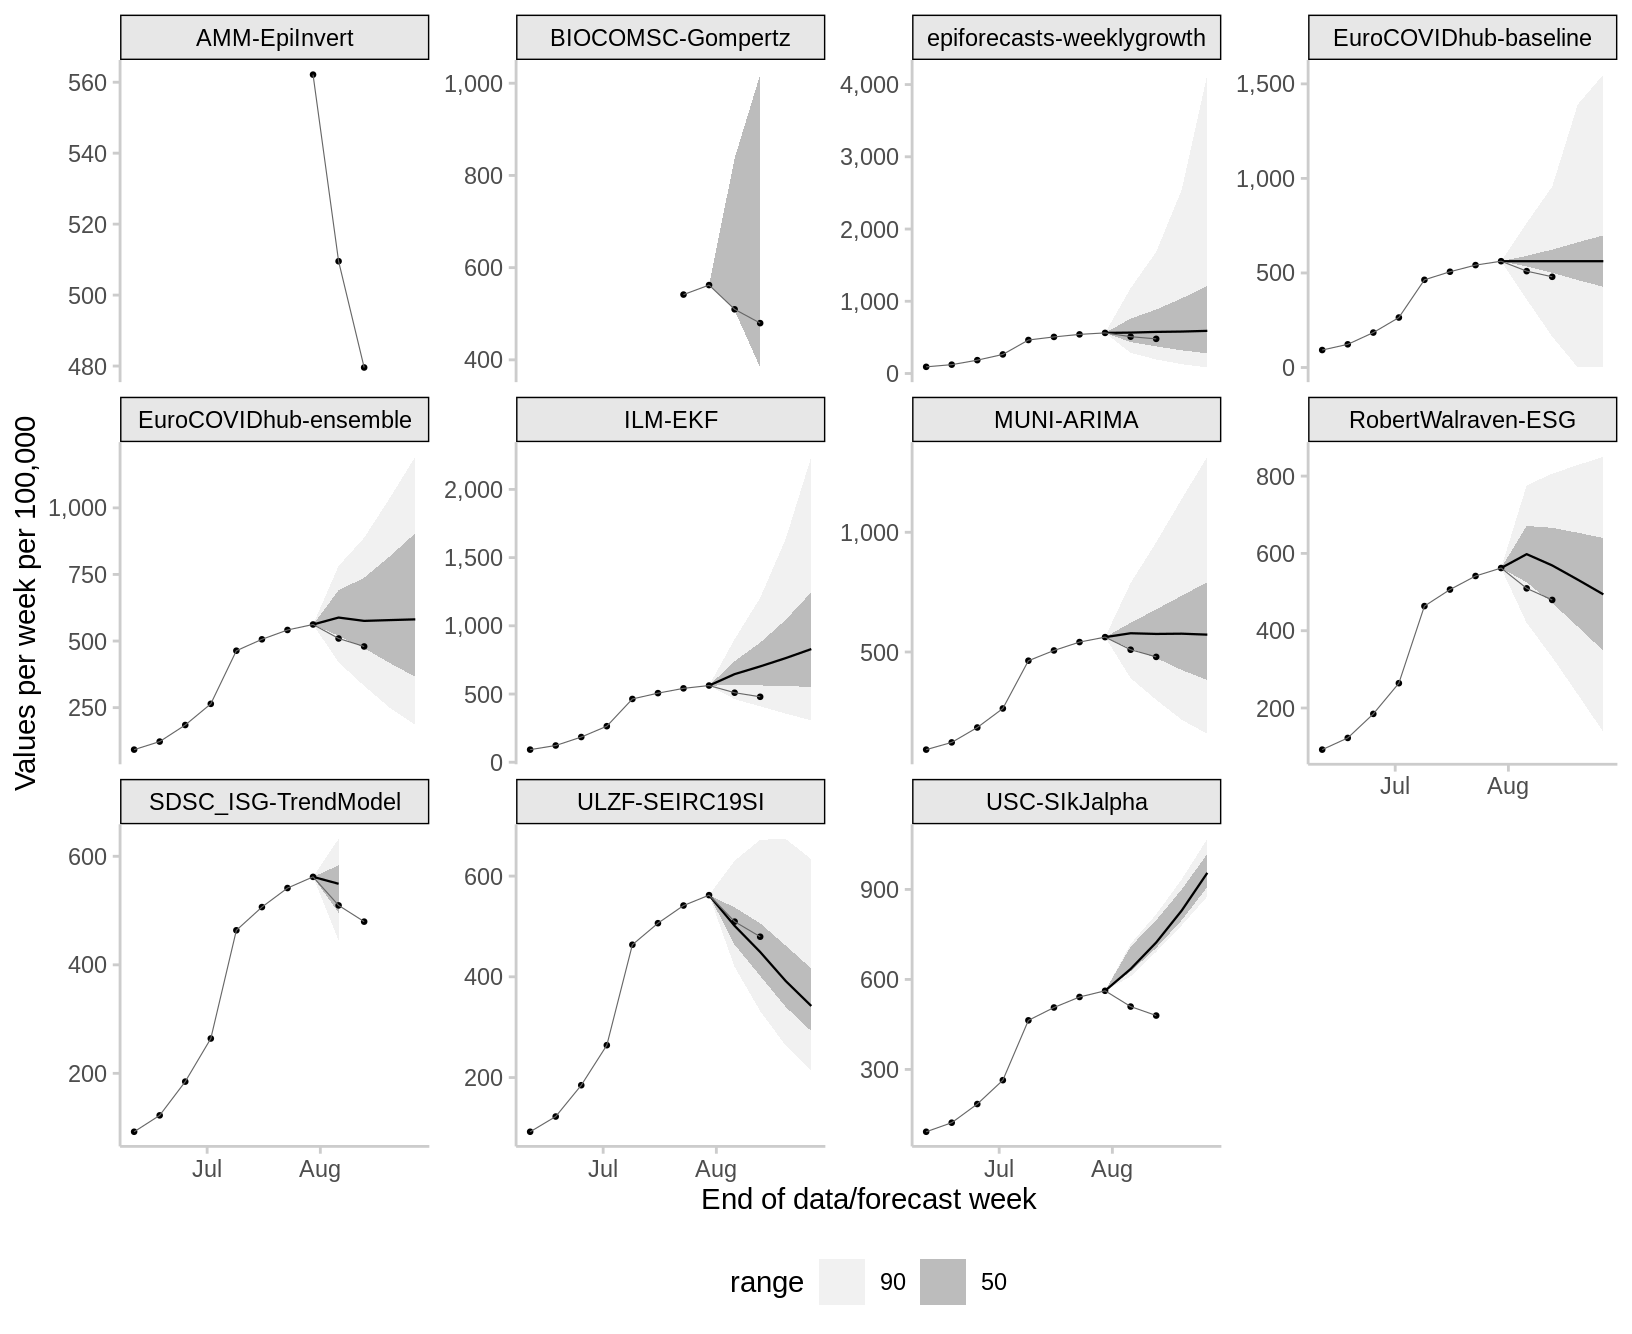 AMM-EpiInvert
BIOCOMSC-Gompertz
epiforecasts-weeklygrowth
EuroCOVIDhub-baseline
560
540
520
500
480
1,000
800
600
400
4,000
3,000
2,000
1,000
0
1,500
1,000
500
0
EuroCOVIDhub-ensemble
ILM-EKF
MUNI-ARIMA
RobertWalraven-ESG
Values per week per 100,000
1,000
750
500
250
2,000
1,500
1,000
500
0
1,000
500
800
600
400
200
Jul Aug
SDSC_ISG-TrendModel
ULZF-SEIRC19SI
USC-SIkJalpha
600
400
200
Jul Aug
600
400
200
Jul Aug
900
600
300
Jul Aug
End of data/forecast week
range 90 50